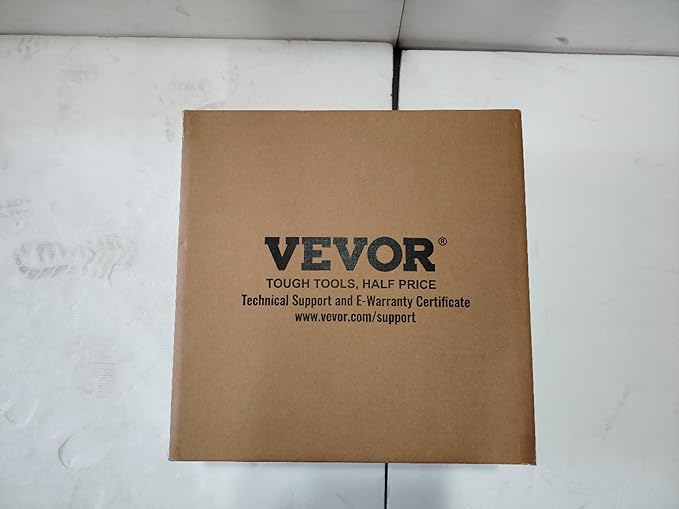 VEVOR®
TOUGH TOOLS, HALF PRICE
Technical Support and E-Warranty Certificate
www.vevor.com/support